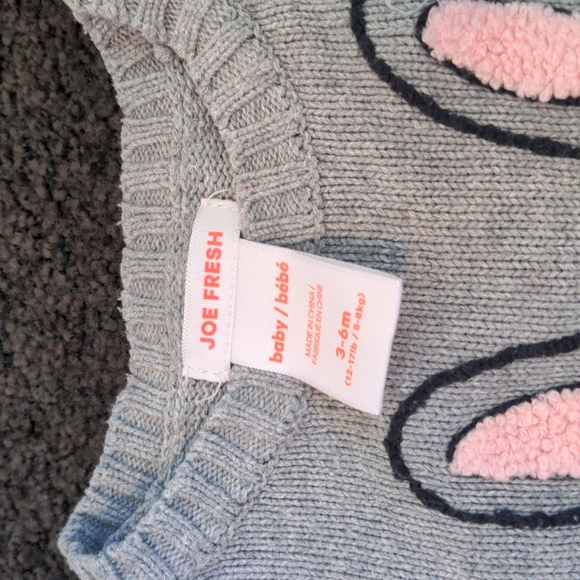 JOE FRESH
baby / bébé
MADE IN CHINA /
FABRIQUÉ EN CHINE
3-6m
(12-17lb / 5-8kg)